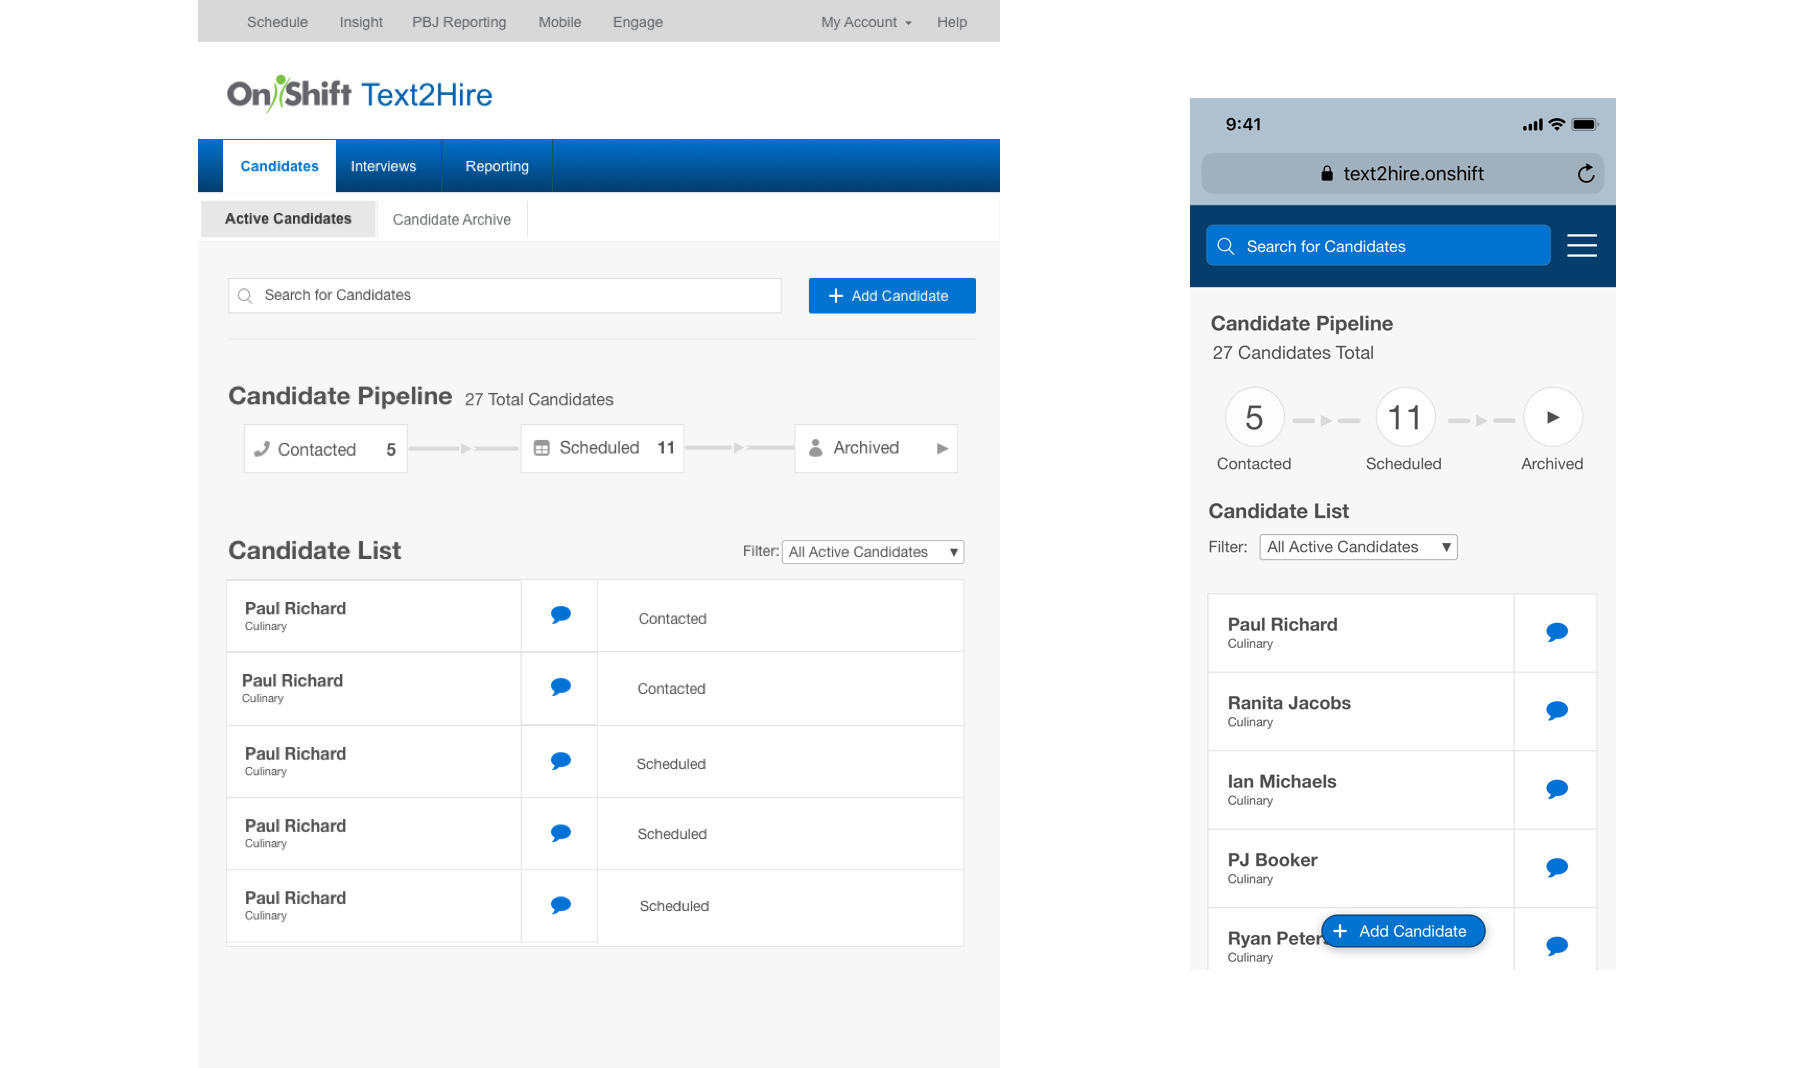 Schedule Insight PBJ Reporting Mobile Engage My Account Help
OnShift Text2Hire
Candidates Interviews Reporting
Active Candidates Candidate Archive
Search for Candidates
Add Candidate
Candidate Pipeline 27 Total Candidates
Contacted 5
Scheduled 11
Archived
Candidate List Filter: All Active Candidates
Paul Richard
Culinary
Contacted
Paul Richard
Culinary
Contacted
Paul Richard
Culinary
Scheduled
Paul Richard
Culinary
Scheduled
Paul Richard
Culinary
Scheduled
9:41
text2hire.onshift
Search for Candidates
Candidate Pipeline
27 Candidates Total
5 11
Contacted Scheduled Archived
Candidate List
Filter: All Active Candidates
Paul Richard
Culinary
Ranita Jacobs
Culinary
Ian Michaels
Culinary
PJ Booker
Culinary
Ryan Peters
Culinary
Add Candidate